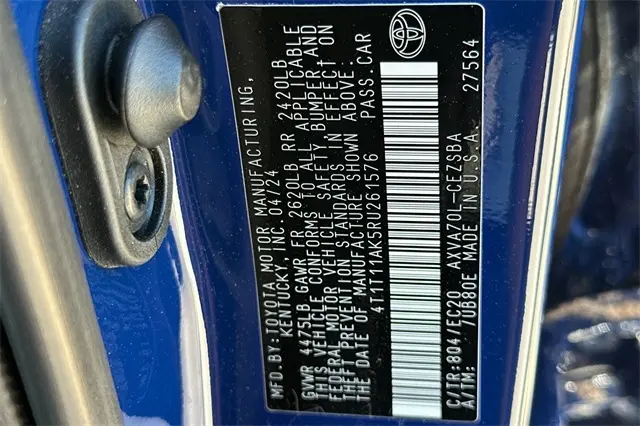 MFD. BY: TOYOTA MOTOR MANUFACTURING,
KENTUCKY, INC. 04/24
GVWR 4475LB GAWR FR 2620LB RR 2420LB
THIS VEHICLE CONFORMS TO ALL APPLICABLE
FEDERAL MOTOR VEHICLE SAFETY, BUMPER, AND
THEFT PREVENTION STANDARDS IN EFFECT ON
THE DATE OF MANUFACTURE SHOWN ABOVE.
4T1T11AK5RU261576 PASS.CAR
C/TR:804/EC20 AXVA70L-CEZSBA
A/TM: 7UB80E MADE IN U.S.A. 27564